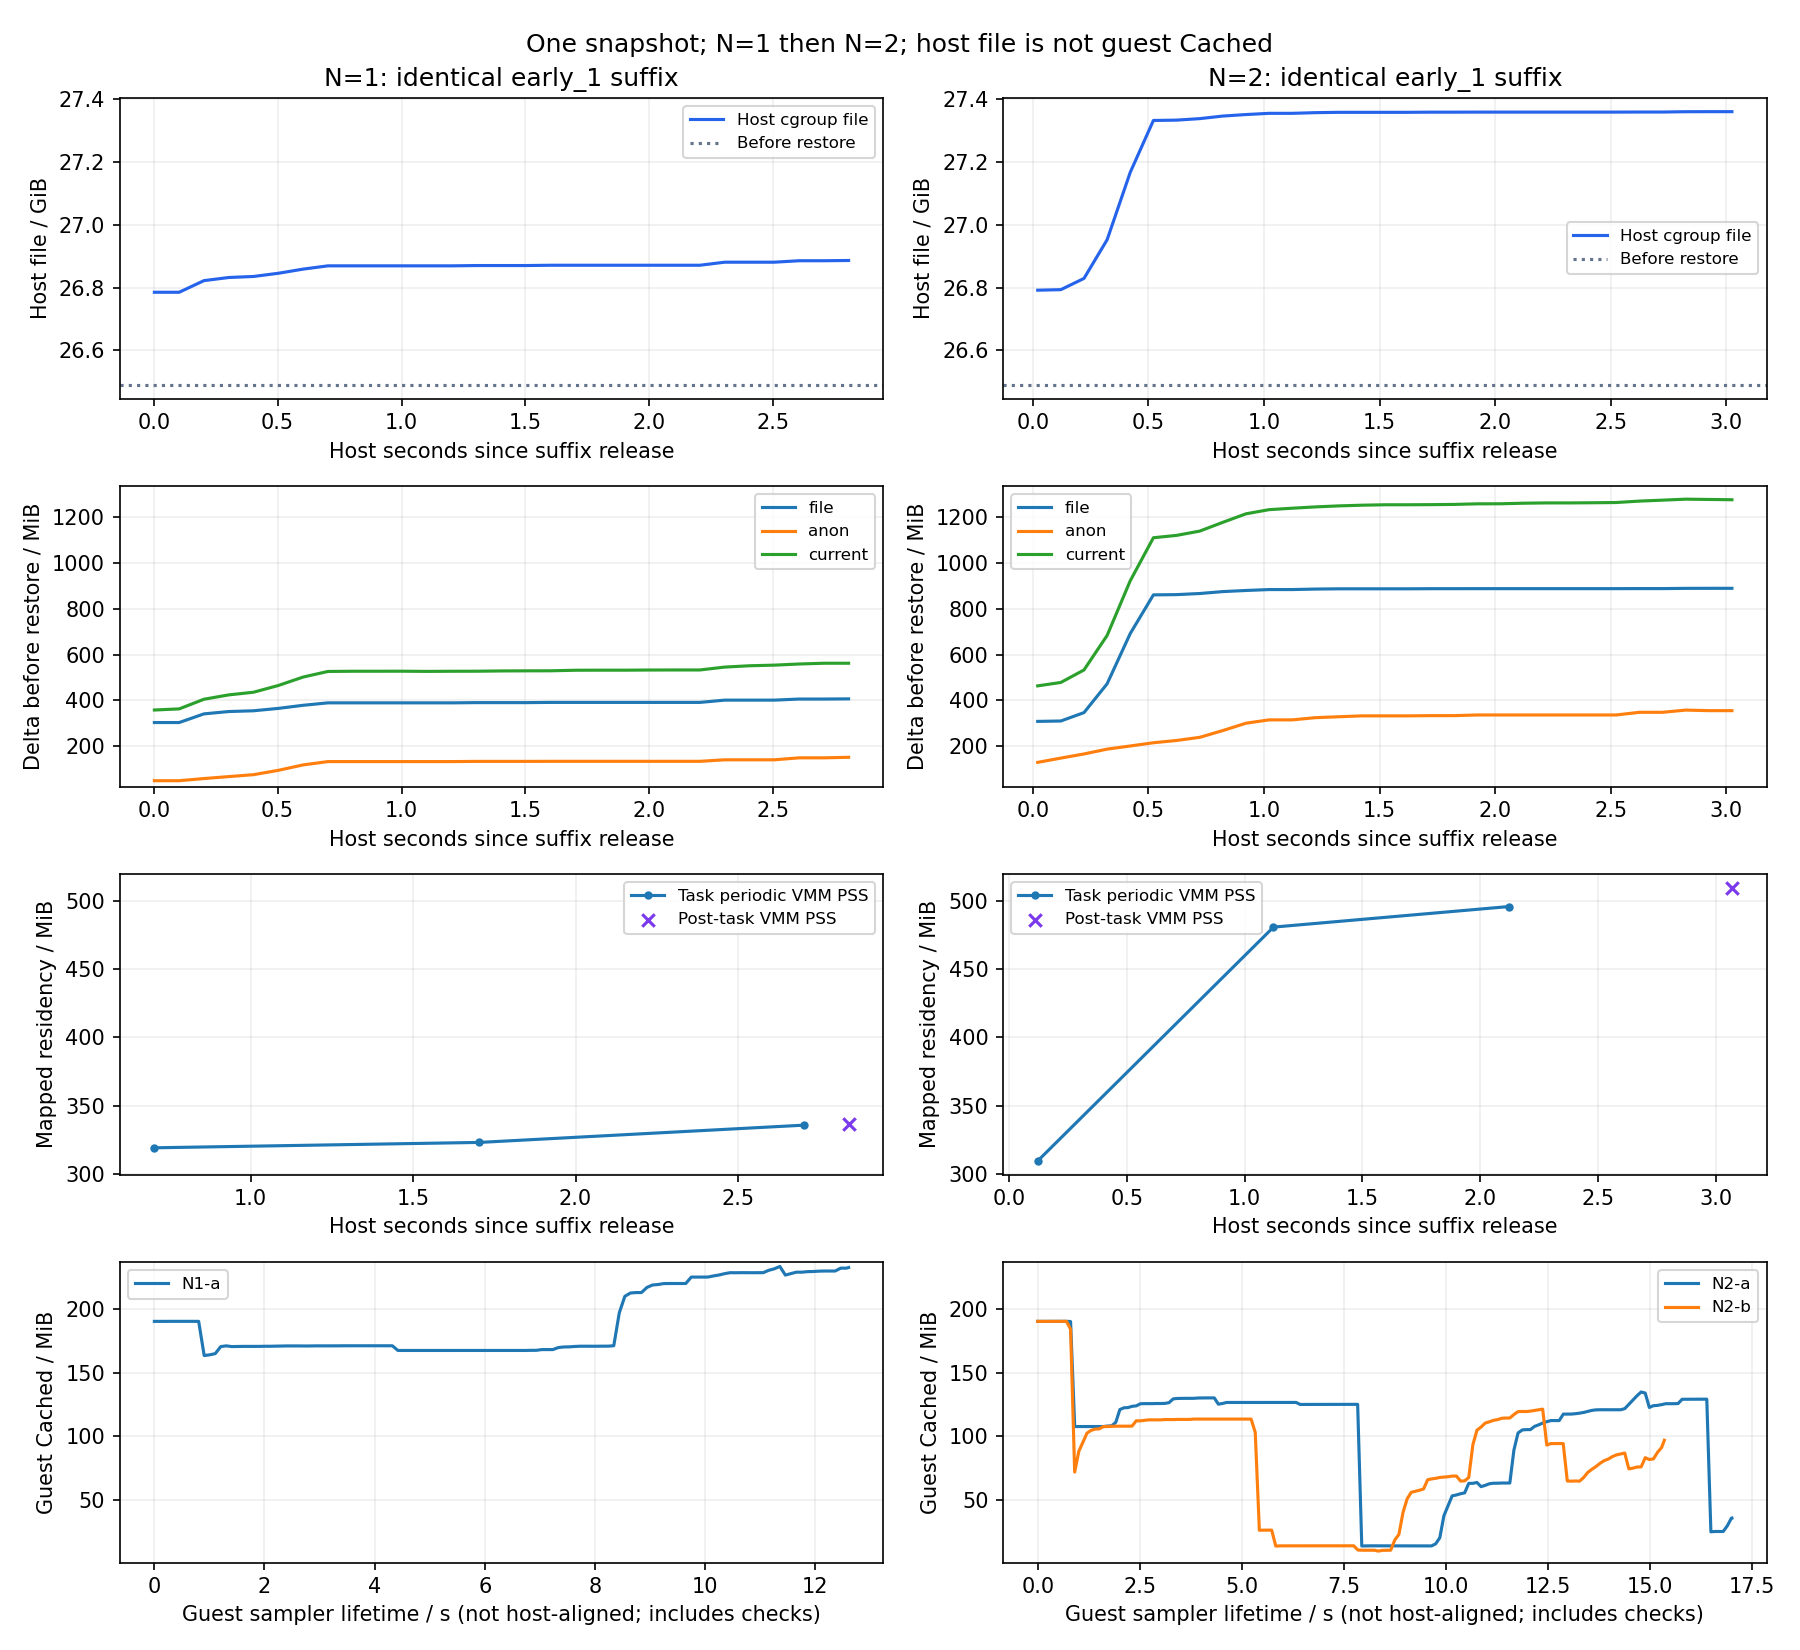 One snapshot; N=1 then N=2; host file is not guest Cached
N=1: identical early_1 suffix
27.4
27.2
27.0
26.8
26.6
Host file / GiB
Host cgroup file
Before restore
0.0 0.5 1.0 1.5 2.0 2.5
Host seconds since suffix release
N=2: identical early_1 suffix
27.4
27.2
27.0
26.8
26.6
Host file / GiB
Host cgroup file
Before restore
0.0 0.5 1.0 1.5 2.0 2.5 3.0
Host seconds since suffix release
1200
1000
800
600
400
200
Delta before restore / MiB
file
anon
current
0.0 0.5 1.0 1.5 2.0 2.5
Host seconds since suffix release
1200
1000
800
600
400
200
Delta before restore / MiB
file
anon
current
0.0 0.5 1.0 1.5 2.0 2.5 3.0
Host seconds since suffix release
500
450
400
350
300
Mapped residency / MiB
Task periodic VMM PSS
Post-task VMM PSS
1.0 1.5 2.0 2.5
Host seconds since suffix release
500
450
400
350
300
Mapped residency / MiB
Task periodic VMM PSS
Post-task VMM PSS
0.0 0.5 1.0 1.5 2.0 2.5 3.0
Host seconds since suffix release
200
150
100
50
Guest Cached / MiB
N1-a
0 2 4 6 8 10 12
Guest sampler lifetime / s (not host-aligned; includes checks)
200
150
100
50
Guest Cached / MiB
N2-a
N2-b
0.0 2.5 5.0 7.5 10.0 12.5 15.0 17.5
Guest sampler lifetime / s (not host-aligned; includes checks)